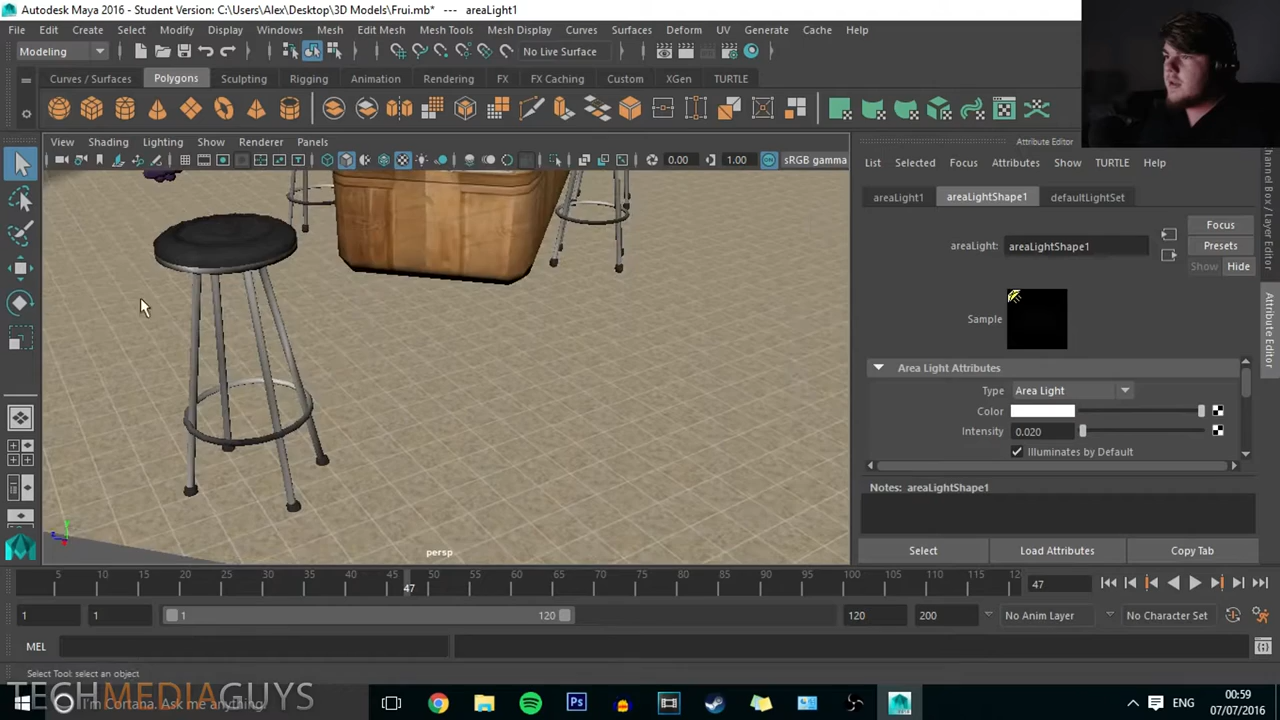 Autodesk Maya 2016 - Student Version: C:\Users\Alex\Desktop\3D Models\Frui.mb* --- areaLight1
File Edit Create Select Modify Display Windows Mesh Edit Mesh Mesh Tools Mesh Display Curves Surfaces Deform UV Generate Cache Help
Modeling No Live Surface
Curves / Surfaces Polygons Sculpting Rigging Animation Rendering FX FX Caching Custom XGen TURTLE
View Shading Lighting Show Renderer Panels
0.00 1.00 sRGB gamma
persp
Attribute Editor
List Selected Focus Attributes Show TURTLE Help
areaLight1 areaLightShape1 defaultLightSet
Focus
areaLight: areaLightShape1
Presets
Show Hide
Sample
Area Light Attributes
Type Area Light
Color
Intensity 0.020
Illuminates by Default
Notes: areaLightShape1
Select Load Attributes Copy Tab
Channel Box / Layer Editor
Attribute Editor
5 10 15 20 25 30 35 40 45 50 55 60 65 70 75 80 85 90 95 100 105 110 115 12
47 47
1 1 1 120 120 200 No Anim Layer No Character Set
MEL
Select Tool: select an object
TECHMEDIAGUYS
I'm Cortana. Ask me anything.
ENG
00:59
07/07/2016